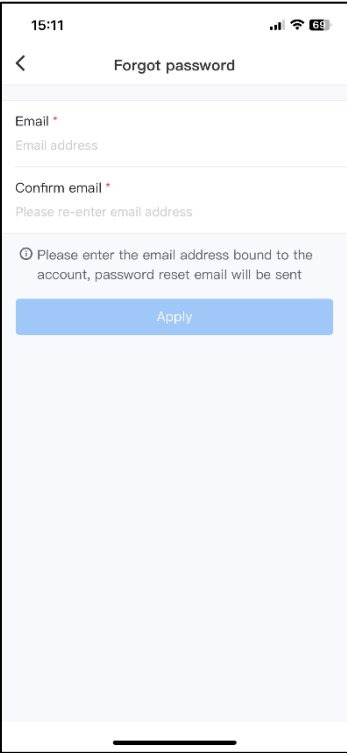 15:11
69
Forgot password
Email *
Email address
Confirm email *
Please re-enter email address
Please enter the email address bound to the
account, password reset email will be sent
Apply